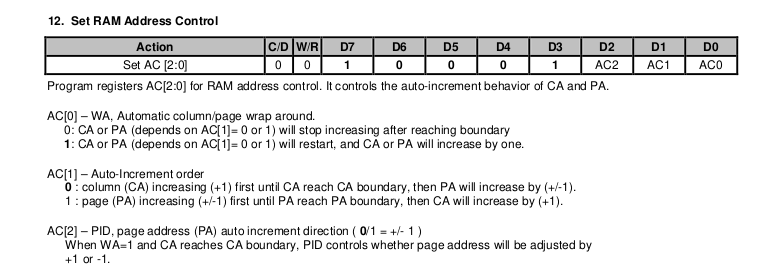 12. Set RAM Address Control
Action C/D W/R D7 D6 D5 D4 D3 D2 D1 D0
Set AC [2:0] 0 0 1 0 0 0 1 AC2 AC1 AC0
Program registers AC[2:0] for RAM address control. It controls the auto-increment behavior of CA and PA.
AC[0] – WA, Automatic column/page wrap around.
0: CA or PA (depends on AC[1]= 0 or 1) will stop increasing after reaching boundary
1: CA or PA (depends on AC[1]= 0 or 1) will restart, and CA or PA will increase by one.
AC[1] – Auto-Increment order
0 : column (CA) increasing (+1) first until CA reach CA boundary, then PA will increase by (+/-1).
1 : page (PA) increasing (+/-1) first until PA reach PA boundary, then CA will increase by (+1).
AC[2] – PID, page address (PA) auto increment direction ( 0/1 = +/- 1 )
When WA=1 and CA reaches CA boundary, PID controls whether page address will be adjusted by
+1 or -1.